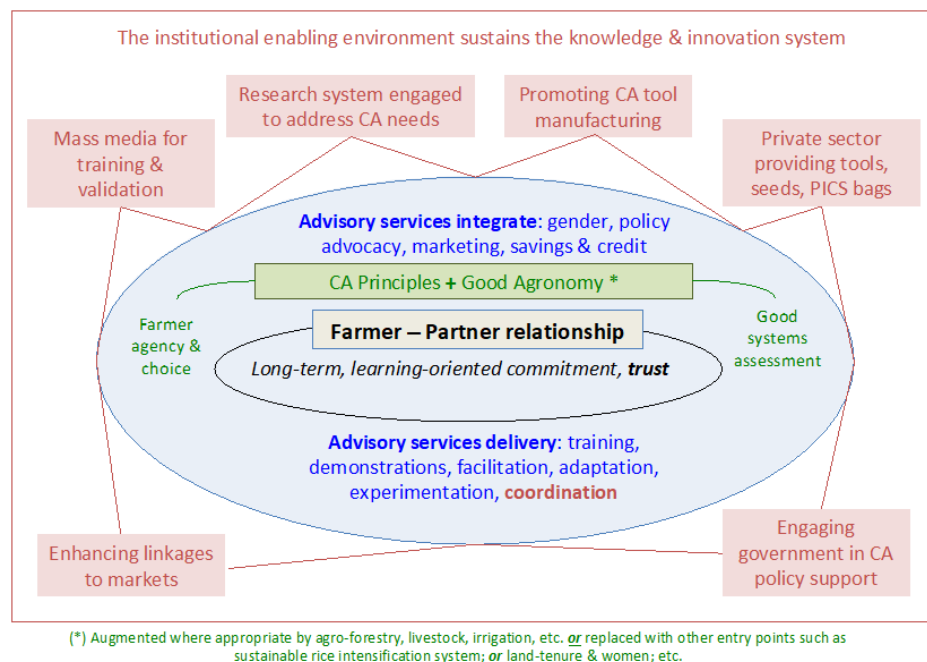 The institutional enabling environment sustains the knowledge & innovation system
Research system engaged
to address CA needs
Promoting CA tool
manufacturing
Mass media for
training &
validation
Private sector
providing tools,
seeds, PICS bags
Advisory services integrate: gender, policy
advocacy, marketing, savings & credit
CA Principles + Good Agronomy *
Farmer
agency &
choice
Farmer – Partner relationship
Long-term, learning-oriented commitment, trust
Good
systems
assessment
Advisory services delivery: training,
demonstrations, facilitation, adaptation,
experimentation, coordination
Enhancing linkages
to markets
Engaging
government in CA
policy support
(*) Augmented where appropriate by agro-forestry, livestock, irrigation, etc. or replaced with other entry points such as
sustainable rice intensification system; or land-tenure & women; etc.